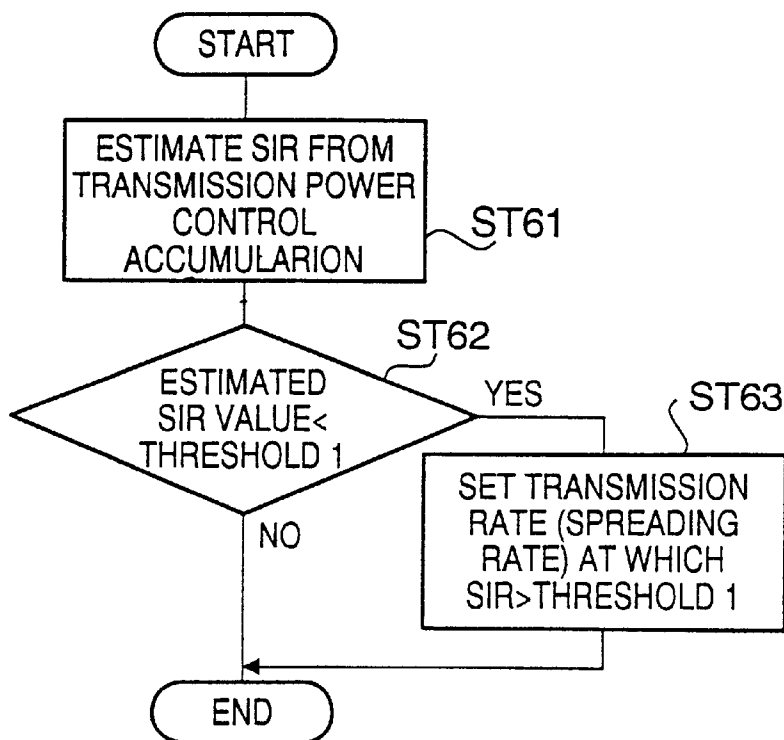 START
ESTIMATE SIR FROM
TRANSMISSION POWER
CONTROL
ACCUMULARION
ST61
ST62
ESTIMATED
SIR VALUE<
THRESHOLD 1
YES
NO
ST63
SET TRANSMISSION
RATE (SPREADING
RATE) AT WHICH
SIR>THRESHOLD 1
END